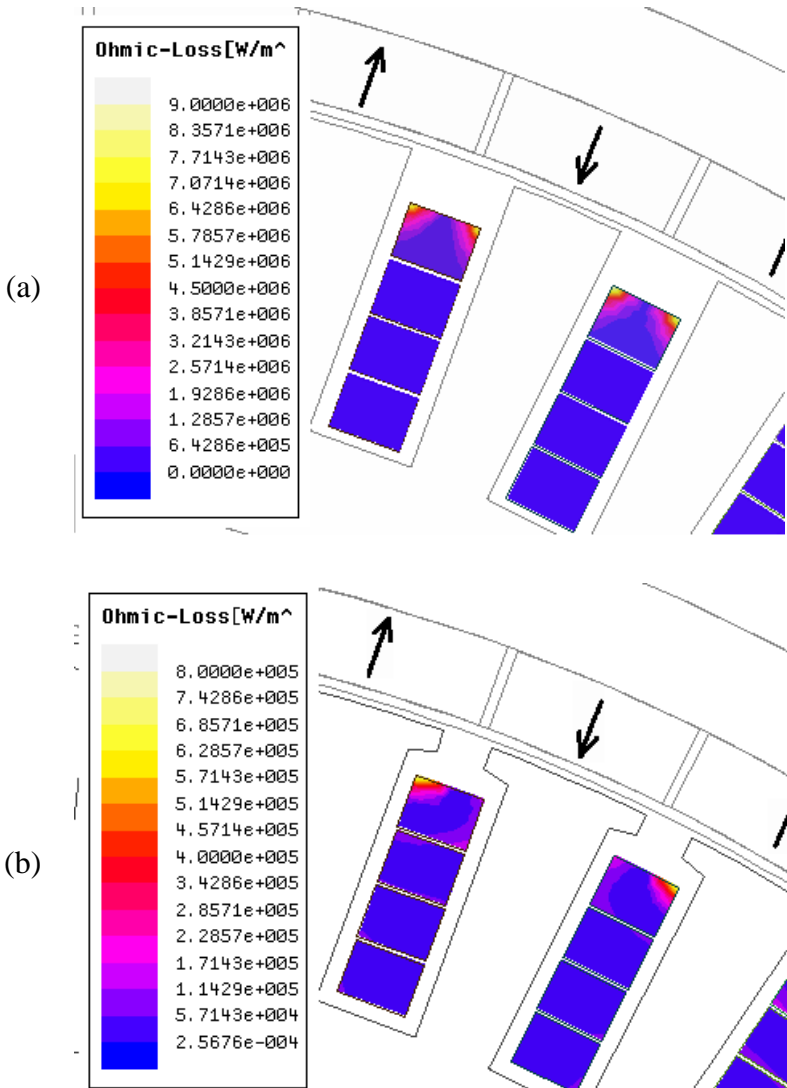 Ohmic-Loss[W/m^
9.0000e+006
8.3571e+006
7.7143e+006
7.0714e+006
6.4286e+006
5.7857e+006
5.1429e+006
4.5000e+006
3.8571e+006
3.2143e+006
2.5714e+006
1.9286e+006
1.2857e+006
6.4286e+005
0.0000e+000
(a)
Ohmic-Loss[W/m^
8.0000e+005
7.4286e+005
6.8571e+005
6.2857e+005
5.7143e+005
5.1429e+005
4.5714e+005
4.0000e+005
3.4286e+005
2.8571e+005
2.2857e+005
1.7143e+005
1.1429e+005
5.7143e+004
2.5676e-004
(b)